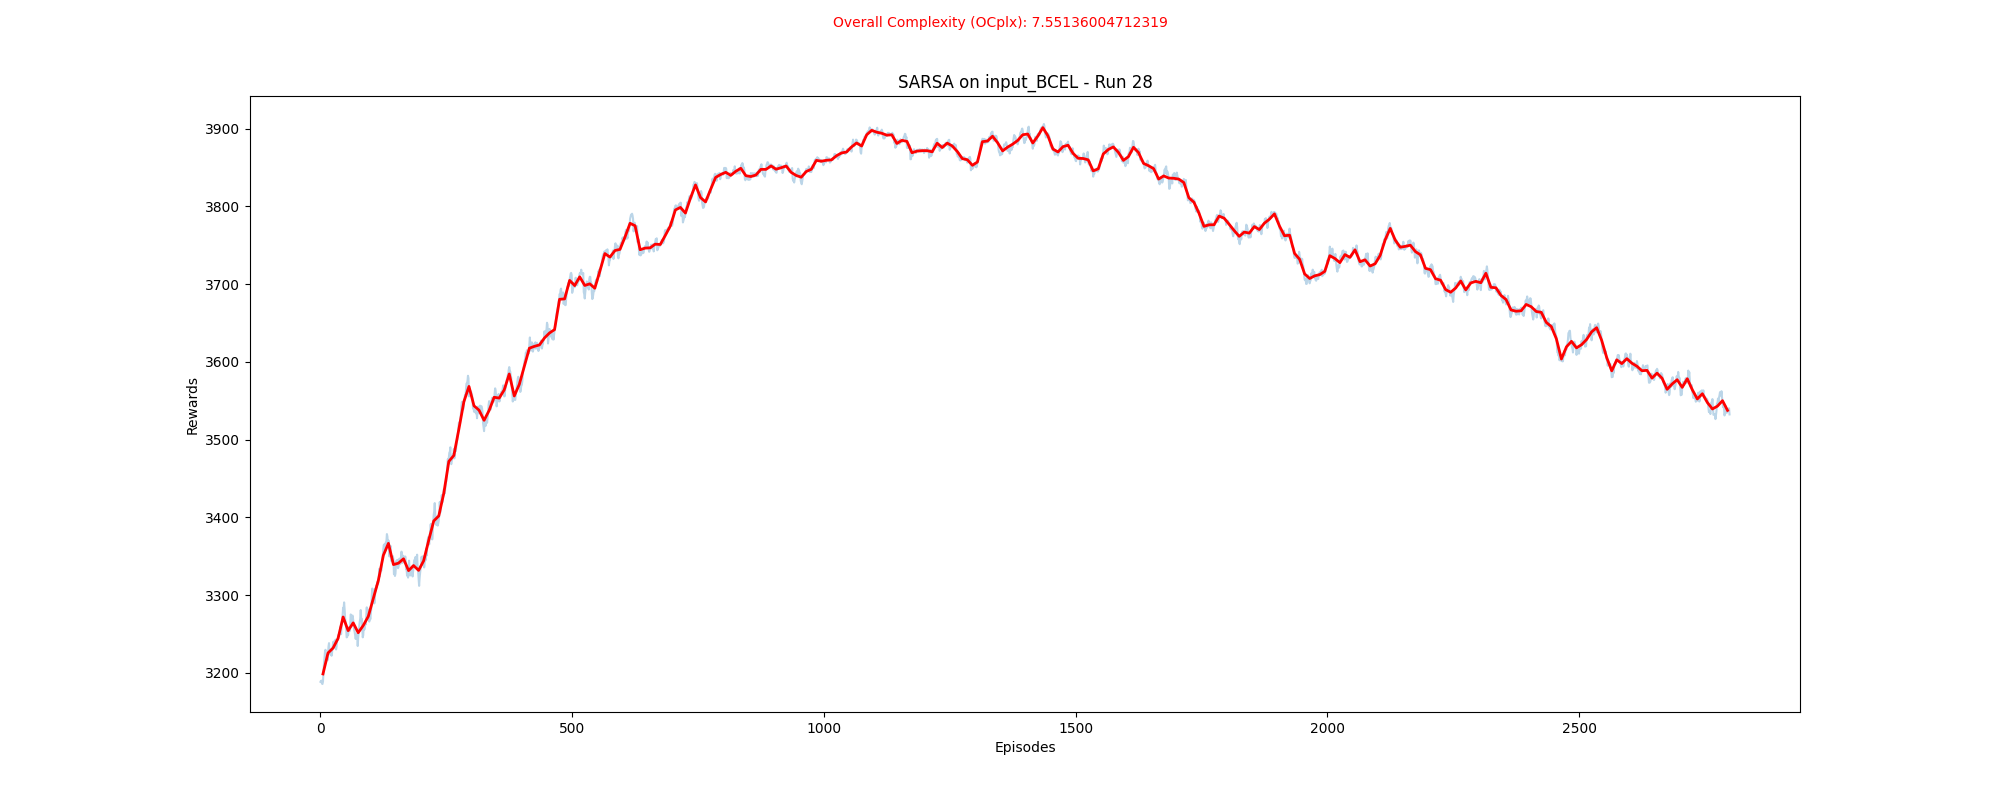 Overall Complexity (OCplx): 7.55136004712319
SARSA on input_BCEL - Run 28
3900
3800
3700
3600
3500
3400
3300
3200
Rewards
0 500 1000 1500 2000 2500
Episodes